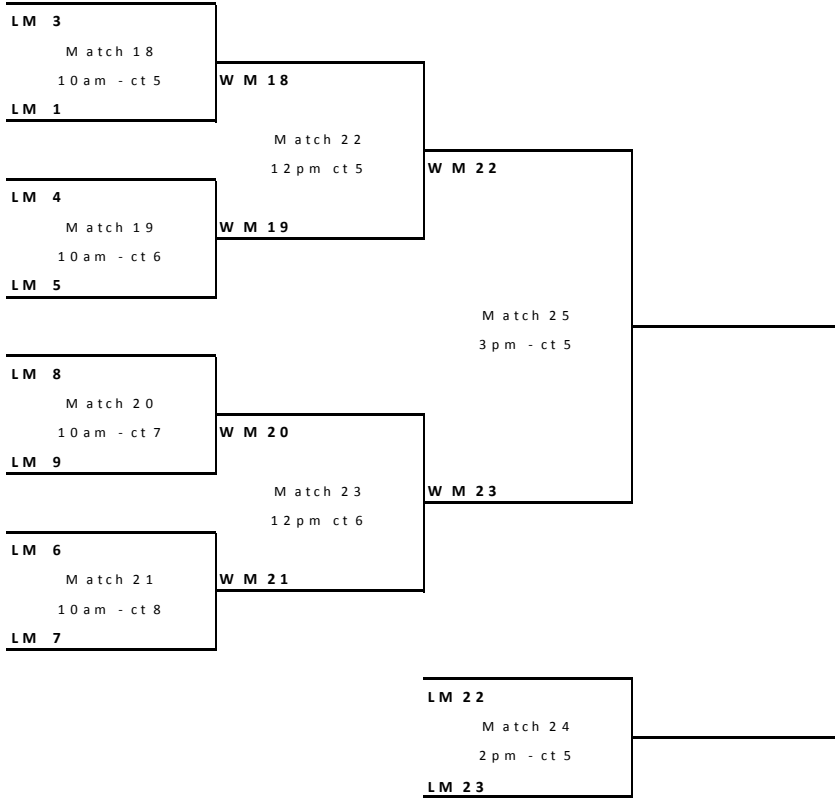 LM 3
Match 18
10am - ct 5
LM 1
WM 18
Match 22
12pm ct 5
WM 22
LM 4
Match 19
10am - ct 6
LM 5
WM 19
Match 25
3pm - ct 5
LM 8
Match 20
10am - ct 7
LM 9
WM 20
Match 23
12pm ct 6
WM 23
LM 6
Match 21
10am - ct 8
LM 7
WM 21
LM 22
Match 24
2pm - ct 5
LM 23